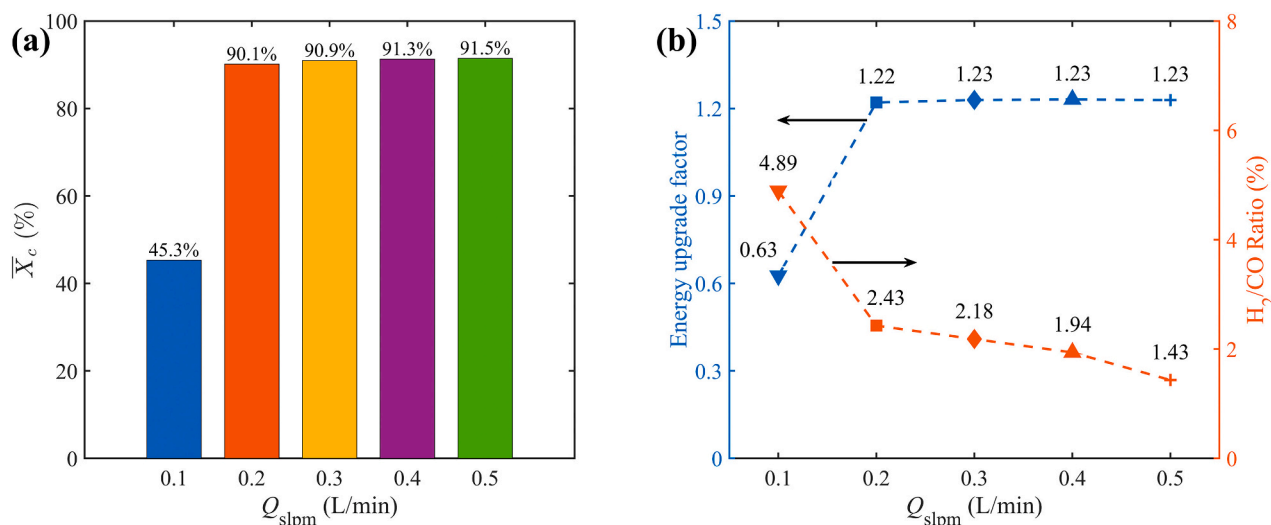 (a)
100
80
60
40
20
0
X̅c (%)
45.3%
90.1%
90.9%
91.3%
91.5%
0.1 0.2 0.3 0.4 0.5
Qslpm (L/min)
(b)
1.5
1.2
0.9
0.6
0.3
0
Energy upgrade factor
1.22 1.23 1.23 1.23
4.89
0.63
2.43
2.18
1.94
1.43
8
6
4
2
0
H2/CO Ratio (%)
0.1 0.2 0.3 0.4 0.5
Qslpm (L/min)